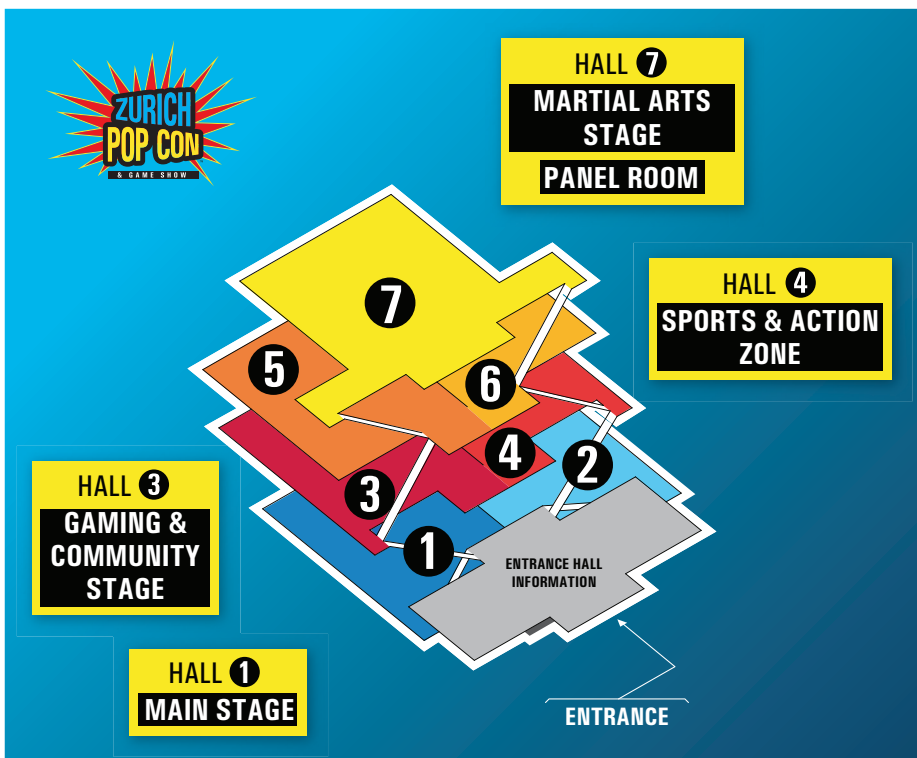 ZURICH
POP CON
& GAME SHOW
HALL 7
MARTIAL ARTS
STAGE
PANEL ROOM
HALL 4
SPORTS & ACTION
ZONE
7
5
6
4
2
3
1
ENTRANCE HALL
INFORMATION
HALL 3
GAMING &
COMMUNITY
STAGE
HALL 1
MAIN STAGE
ENTRANCE